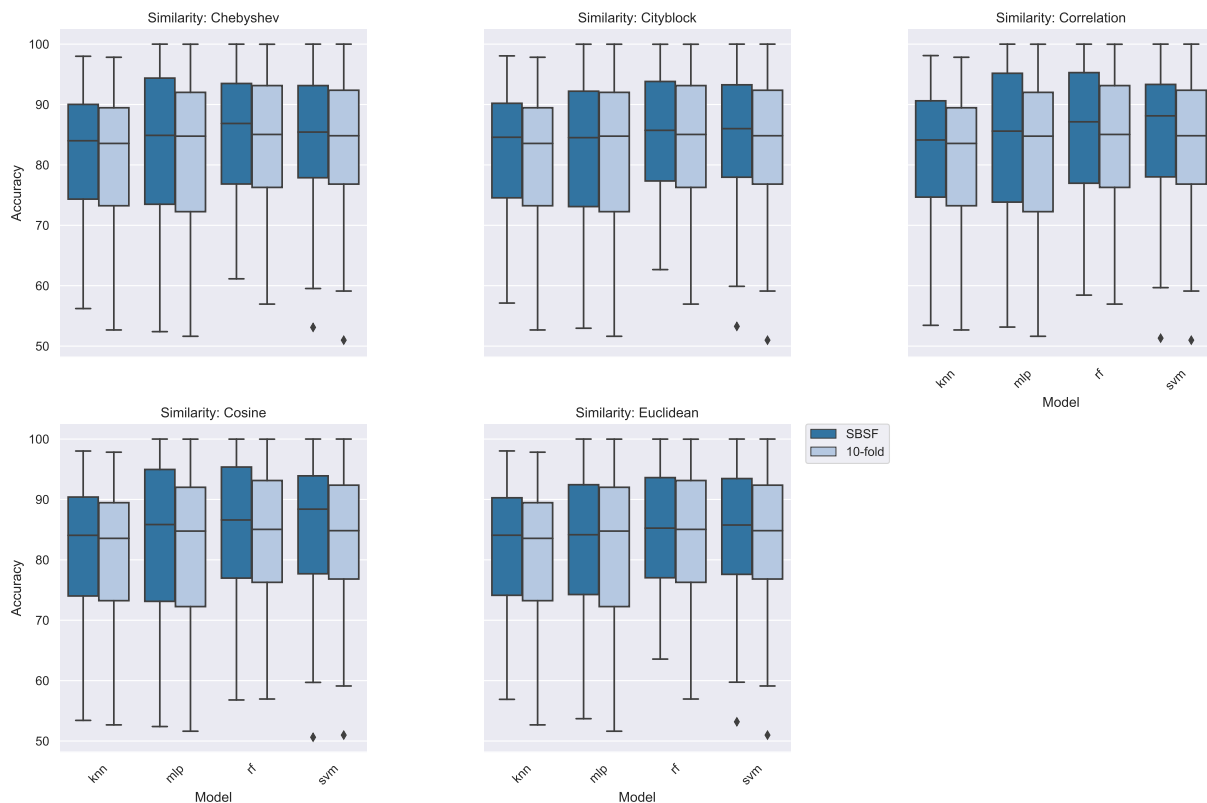 Similarity: Chebyshev
Similarity: Cityblock
Similarity: Correlation
Accuracy
100
90
80
70
60
50
knn
mlp
rf
svm
Model
Similarity: Cosine
Similarity: Euclidean
SBSF
10-fold
Accuracy
100
90
80
70
60
50
knn
mlp
rf
svm
Model
knn
mlp
rf
svm
Model